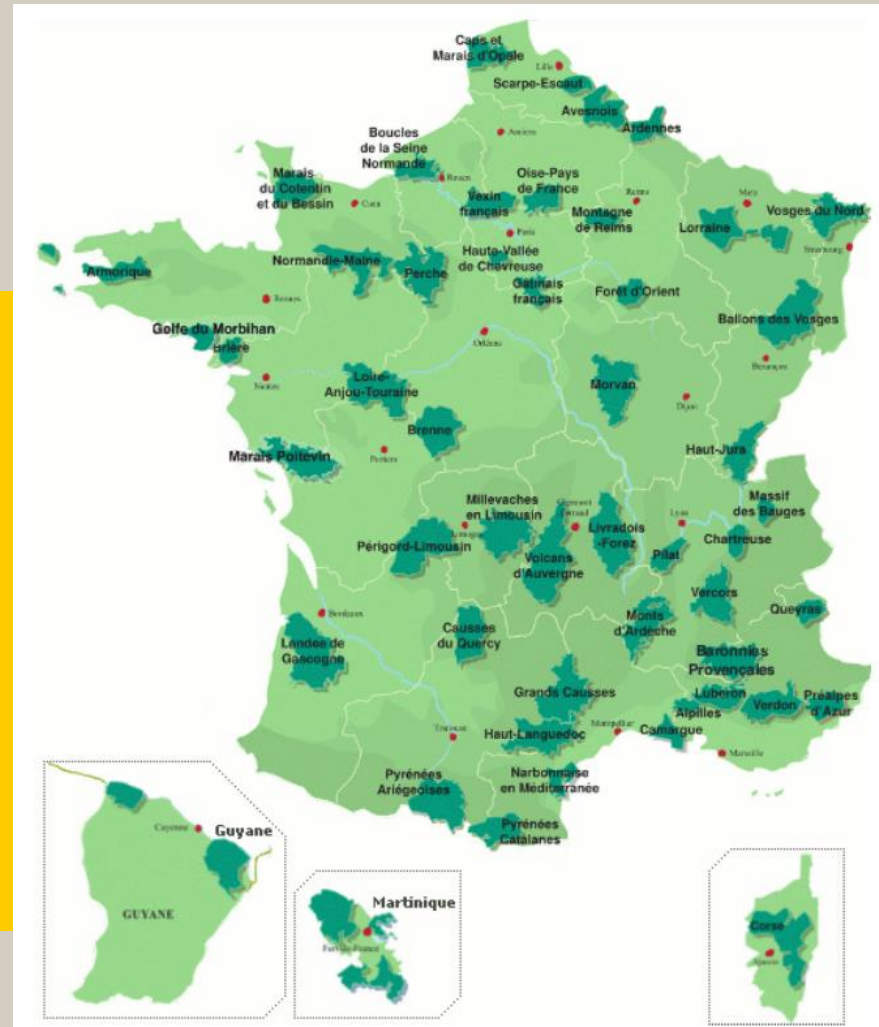 Caps et
Marais d'Opale
Lille
Scarpe-Escaut
Avesnois
Ardennes
Amiens
Boucles
de la Seine
Normande
Rouen
Oise-Pays
de France
Marais
du Cotentin
et du Bessin
Caen
Vexin
français
Reims
Montagne
de Reims
Metz
Lorraine
Vosges du Nord
Strasbourg
Paris
Haute-Vallée
de Chevreuse
Armorique
Normandie-Maine
Perche
Gâtinais
français
Forêt d'Orient
Rennes
Ballons des Vosges
Golfe du Morbihan
Brière
Orléans
Besançon
Nantes
Loire-
Anjou-Touraine
Morvan
Dijon
Brenne
Marais Poitevin
Poitiers
Haut-Jura
Millevaches
en Limousin
Clermont
Ferrand
Massif
des Bauges
Limoges
Livradois
-Forez
Lyon
Périgord-Limousin
Chartreuse
Volcans
d'Auvergne
Pilat
Vercors
Bordeaux
Queyras
Causses
du Quercy
Monts
d'Ardèche
Landes de
Gascogne
Baronnies
Provençales
Grands Causses
Luberon
Verdon
Préalpes
d'Azur
Alpilles
Toulouse
Haut-Languedoc
Montpellier
Camargue
Marseille
Pyrénées
Ariégeoises
Narbonnaise
en Méditerranée
Pyrénées
Catalanes
Cayenne
Guyane
GUYANE
Martinique
Fort-de-France
Corse
Ajaccio